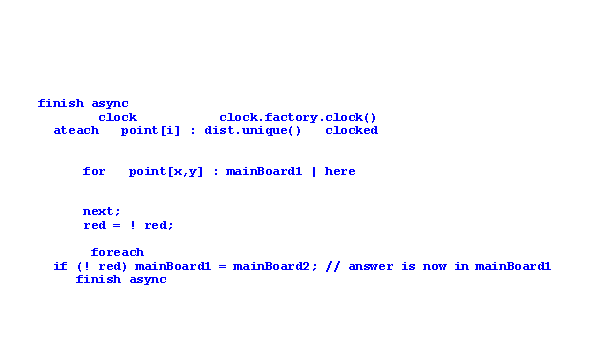 finish async
clock clock.factory.clock()
ateach point[i] : dist.unique() clocked
for point[x,y] : mainBoard1 | here
next;
red = ! red;
foreach
if (! red) mainBoard1 = mainBoard2; // answer is now in mainBoard1
finish async